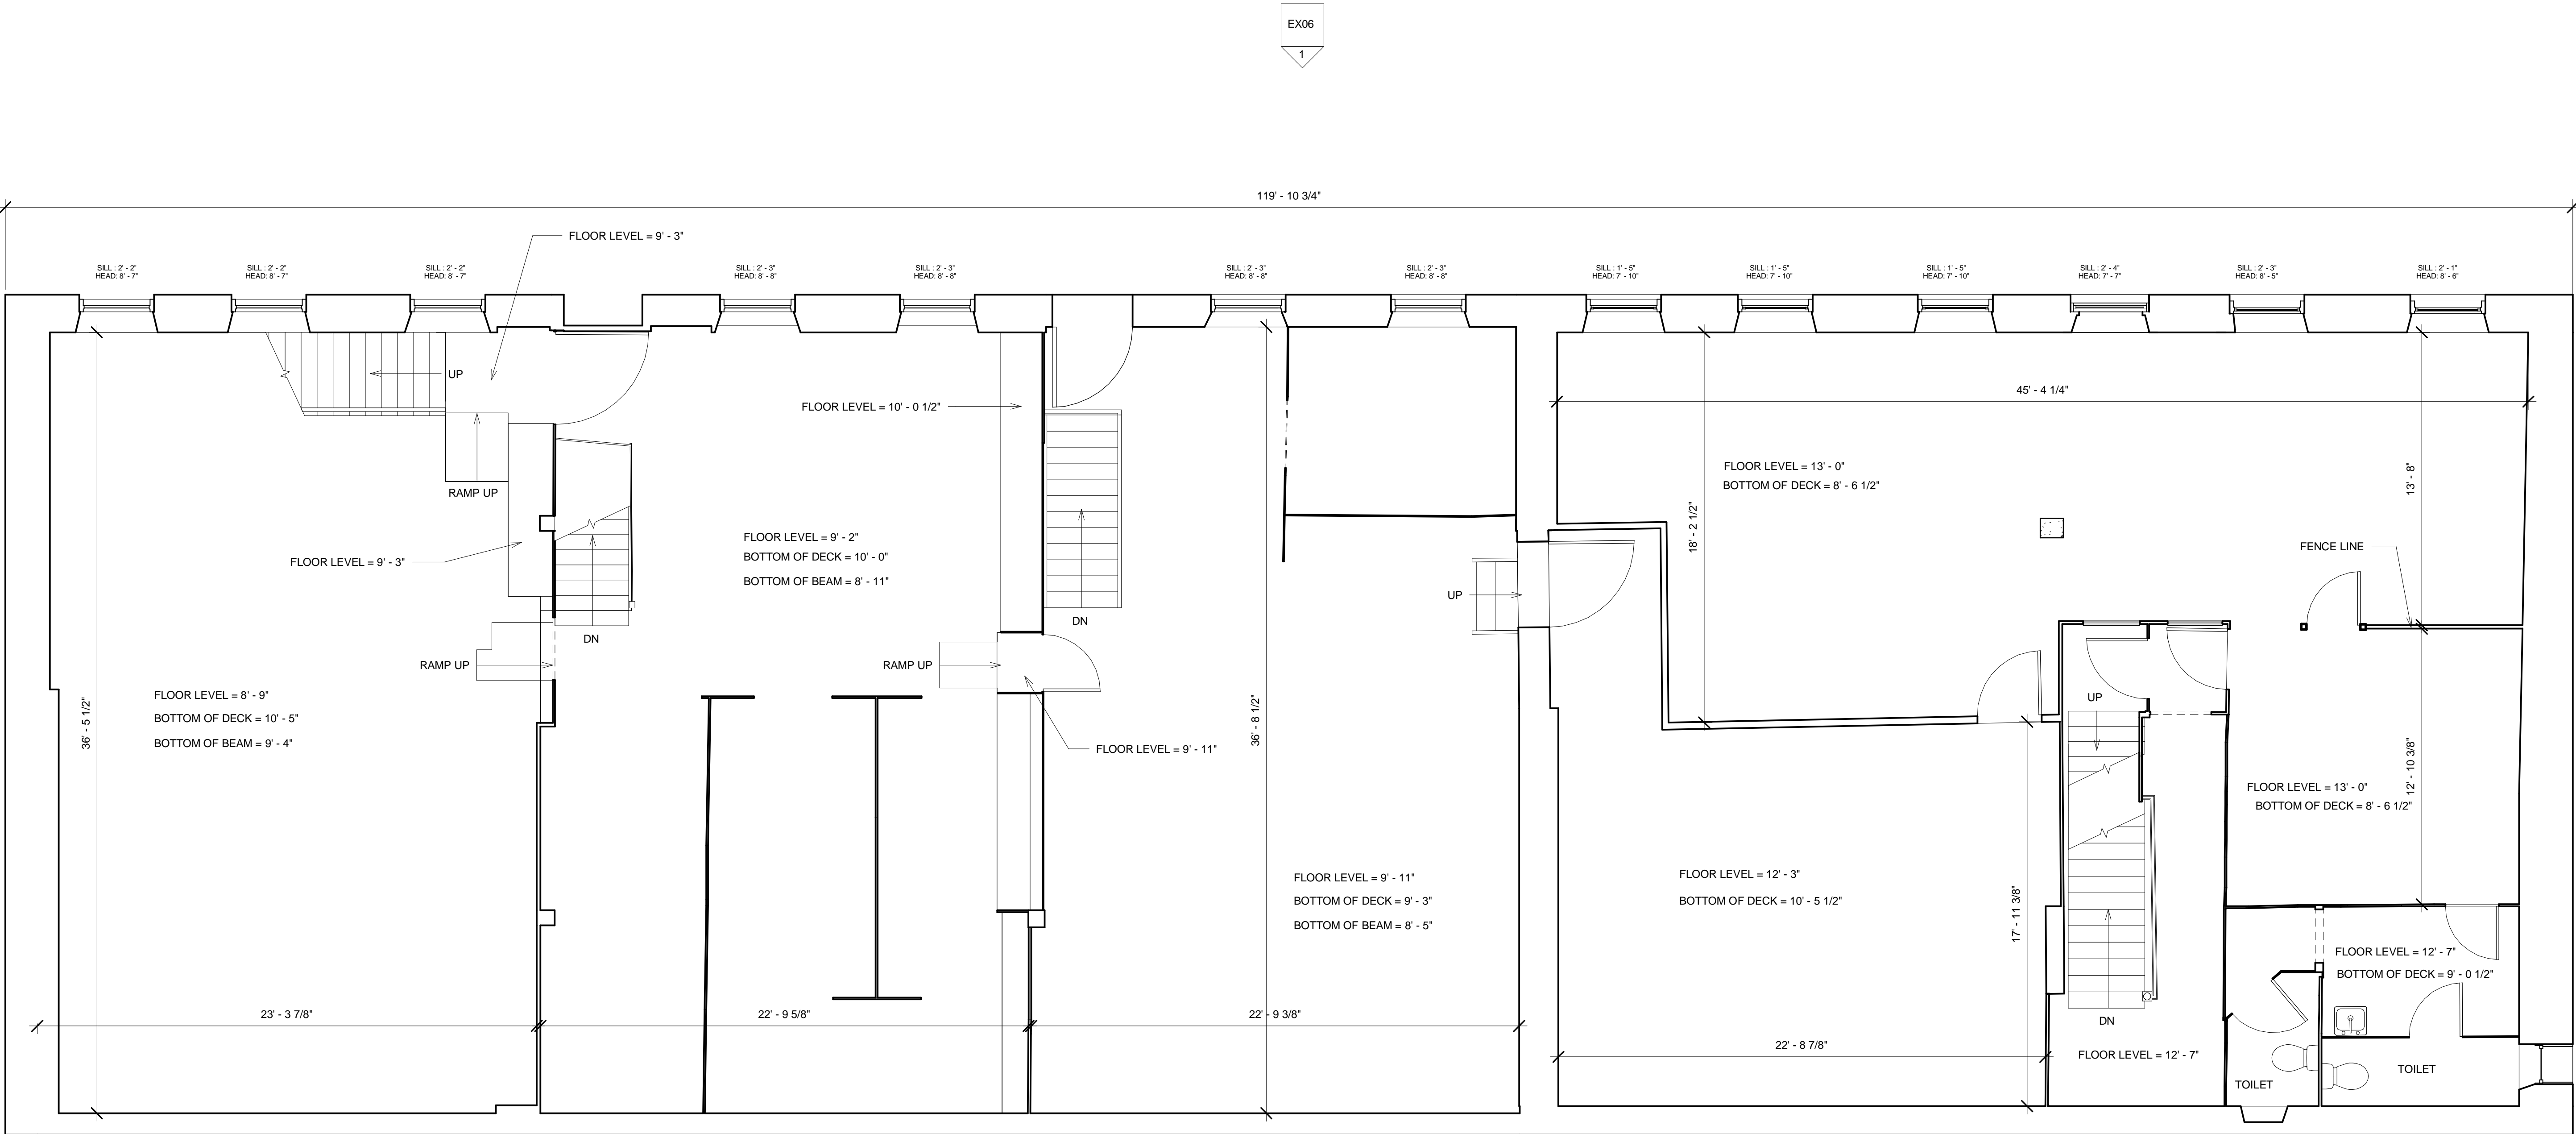 EX06
1
119' - 10 3/4"
FLOOR LEVEL = 9' - 3"
SILL : 2' - 2"
HEAD: 8' - 7"
SILL : 2' - 2"
HEAD: 8' - 7"
SILL : 2' - 2"
HEAD: 8' - 7"
SILL : 2' - 3"
HEAD: 8' - 8"
SILL : 2' - 3"
HEAD: 8' - 8"
SILL : 2' - 3"
HEAD: 8' - 8"
SILL : 2' - 3"
HEAD: 8' - 8"
SILL : 1' - 5"
HEAD: 7' - 10"
SILL : 1' - 5"
HEAD: 7' - 10"
SILL : 1' - 5"
HEAD: 7' - 10"
SILL : 2' - 4"
HEAD: 7' - 7"
SILL : 2' - 3"
HEAD: 8' - 5"
SILL : 2' - 1"
HEAD: 8' - 6"
UP
FLOOR LEVEL = 10' - 0 1/2"
45' - 4 1/4"
RAMP UP
FLOOR LEVEL = 13' - 0"
BOTTOM OF DECK = 8' - 6 1/2"
13' - 8"
18' - 2 1/2"
FLOOR LEVEL = 9' - 3"
FLOOR LEVEL = 9' - 2"
BOTTOM OF DECK = 10' - 0"
BOTTOM OF BEAM = 8' - 11"
FENCE LINE
UP
DN
DN
RAMP UP
RAMP UP
FLOOR LEVEL = 8' - 9"
BOTTOM OF DECK = 10' - 5"
BOTTOM OF BEAM = 9' - 4"
36' - 5 1/2"
FLOOR LEVEL = 9' - 11"
36' - 8 1/2"
UP
FLOOR LEVEL = 13' - 0"
BOTTOM OF DECK = 8' - 6 1/2"
12' - 10 3/8"
FLOOR LEVEL = 9' - 11"
BOTTOM OF DECK = 9' - 3"
BOTTOM OF BEAM = 8' - 5"
FLOOR LEVEL = 12' - 3"
BOTTOM OF DECK = 10' - 5 1/2"
17' - 11 3/8"
FLOOR LEVEL = 12' - 7"
BOTTOM OF DECK = 9' - 0 1/2"
23' - 3 7/8"
22' - 9 5/8"
22' - 9 3/8"
22' - 8 7/8"
DN
FLOOR LEVEL = 12' - 7"
TOILET
TOILET